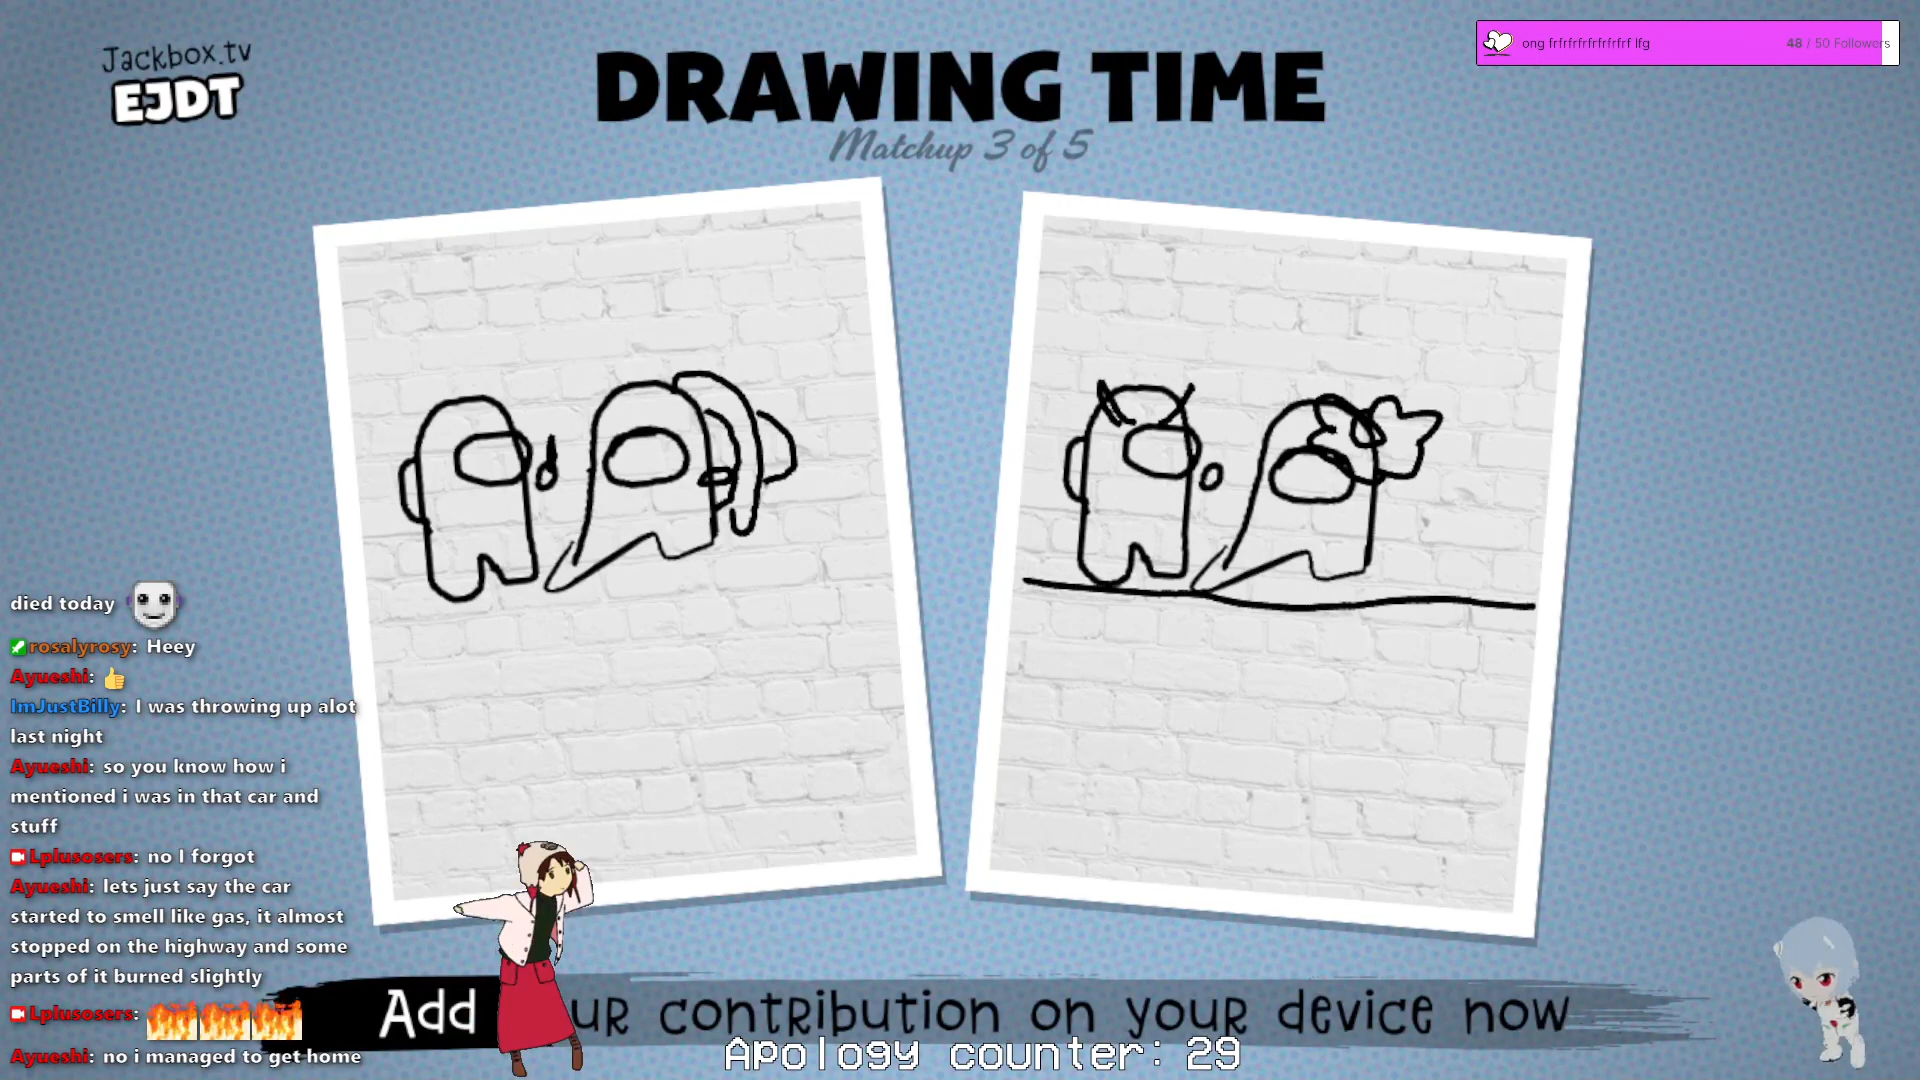 Jackbox.tv
EJDT
DRAWING TIME
Matchup 3 of 5
ong frfrfrfrfrfrfrfrf lfg
48 / 50 Followers
died today
rosalyrosy: Heey
Ayueshi:
ImJustBilly: I was throwing up alot
last night
Ayueshi: so you know how i
mentioned i was in that car and
stuff
Lplusosers: no I forgot
Ayueshi: lets just say the car
started to smell like gas, it almost
stopped on the highway and some
parts of it burned slightly
Lplusosers:
Ayueshi: no i managed to get home
Add UR contribution on your device now
Apology counter: 29